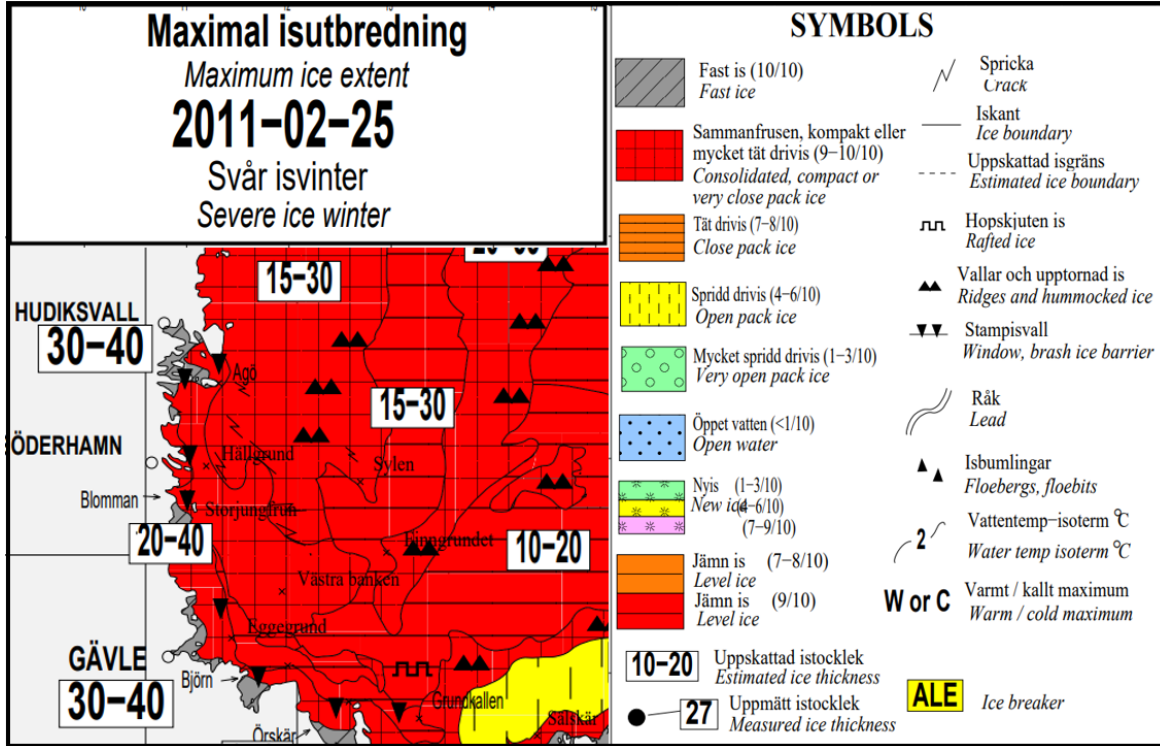 Maximal isutbredning
Maximum ice extent
2011-02-25
Svår isvinter
Severe ice winter
15-30
HUDIKSVALL
30-40
Agö
15-30
ÖDERHAMN
Hällgrund
Sylen
Blomman
Storjungfrun
20-40
Finngrundet
10-20
Västra banken
Eggegrund
GÄVLE
Björn
30-40
Grundkallen
Örskär
Sälskär
SYMBOLS
Fast is (10/10)
Fast ice
Sammanfrusen, kompakt eller
mycket tät drivis (9-10/10)
Consolidated, compact or
very close pack ice
Tät drivis (7-8/10)
Close pack ice
Spridd drivis (4-6/10)
Open pack ice
Mycket spridd drivis (1-3/10)
Very open pack ice
Öppet vatten (<1/10)
Open water
Nyis (1-3/10)
New ice (4-6/10)
(7-9/10)
Jämn is (7-8/10)
Level ice
Jämn is (9/10)
Level ice
10-20 Uppskattad istocklek
Estimated ice thickness
27 Uppmätt istocklek
Measured ice thickness
Spricka
Crack
Iskant
Ice boundary
Uppskattad isgräns
Estimated ice boundary
Hopskjuten is
Rafted ice
Vallar och upptornad is
Ridges and hummocked ice
Stampisvall
Window, brash ice barrier
Råk
Lead
Isbumlingar
Floebergs, floebits
2 Vattentemp-isoterm °C
Water temp isoterm °C
W or C Varmt / kallt maximum
Warm / cold maximum
ALE Ice breaker